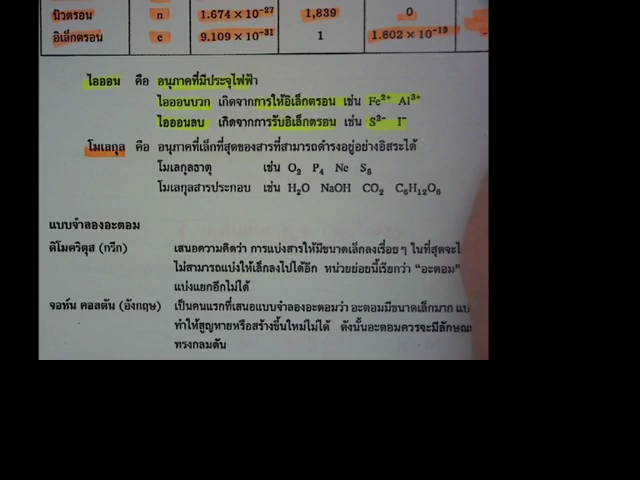 นิวตรอน n 1.674 × 10⁻²⁷ 1,839 0
อิเล็กตรอน e 9.109 × 10⁻³¹ 1 1.602 × 10⁻¹⁹
ไอออน คือ อนุภาคที่มีประจุไฟฟ้า
ไอออนบวก เกิดจากการให้อิเล็กตรอน เช่น Fe²⁺ Al³⁺
ไอออนลบ เกิดจากการรับอิเล็กตรอน เช่น S²⁻ I⁻
โมเลกุล คือ อนุภาคที่เล็กที่สุดของสารที่สามารถดำรงอยู่อย่างอิสระได้
โมเลกุลธาตุ เช่น O₂ P₄ Ne S₈
โมเลกุลสารประกอบ เช่น H₂O NaOH CO₂ C₆H₁₂O₆
แบบจำลองอะตอม
ดิโมคริตุส (กรีก) เสนอความคิดว่า การแบ่งสารให้มีขนาดเล็กลงเรื่อยๆ ในที่สุดจะ
ไม่สามารถแบ่งให้เล็กลงไปได้อีก หน่วยย่อยนี้เรียกว่า "อะตอม"
แบ่งแยกอีกไม่ได้
จอห์น ดอลตัน (อังกฤษ) เป็นคนแรกที่เสนอแบบจำลองอะตอมว่า อะตอมมีขนาดเล็กมาก
ทำให้สูญหายหรือสร้างขึ้นใหม่ไม่ได้ ดังนั้นอะตอมควรจะมีลักษณะ
ทรงกลมตัน